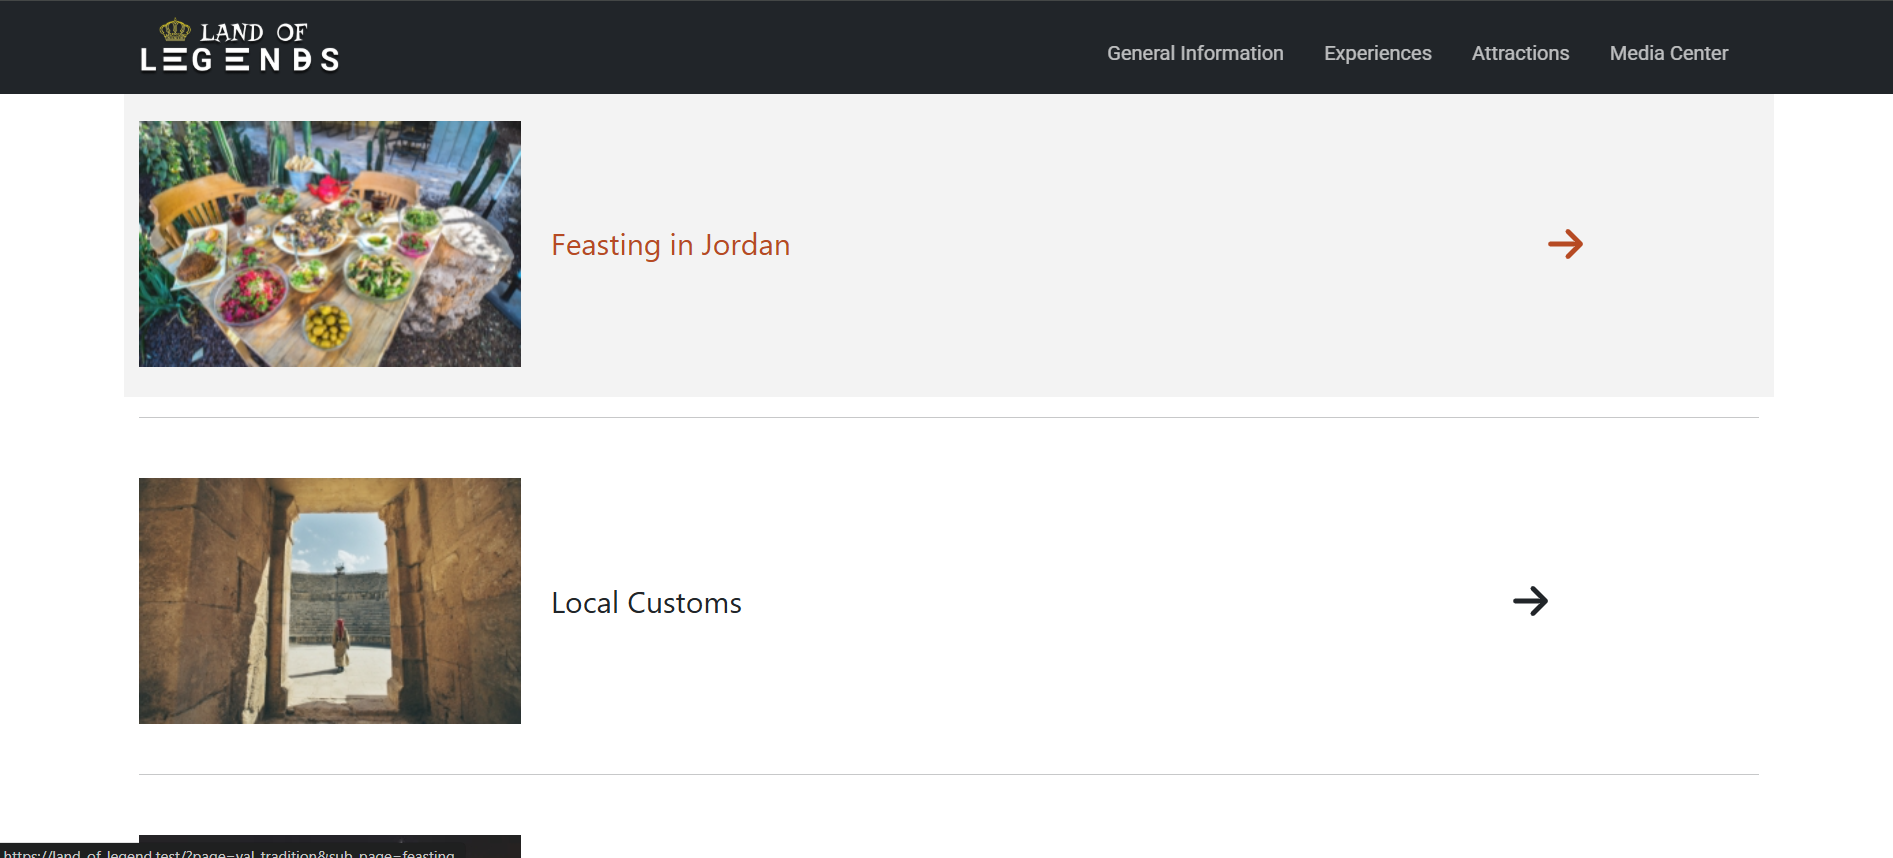 LAND OF
LEGENDS
General Information
Experiences
Attractions
Media Center
Feasting in Jordan
Local Customs
https://land_of_legend.test/?page=val_tradition&sub_page=feasting